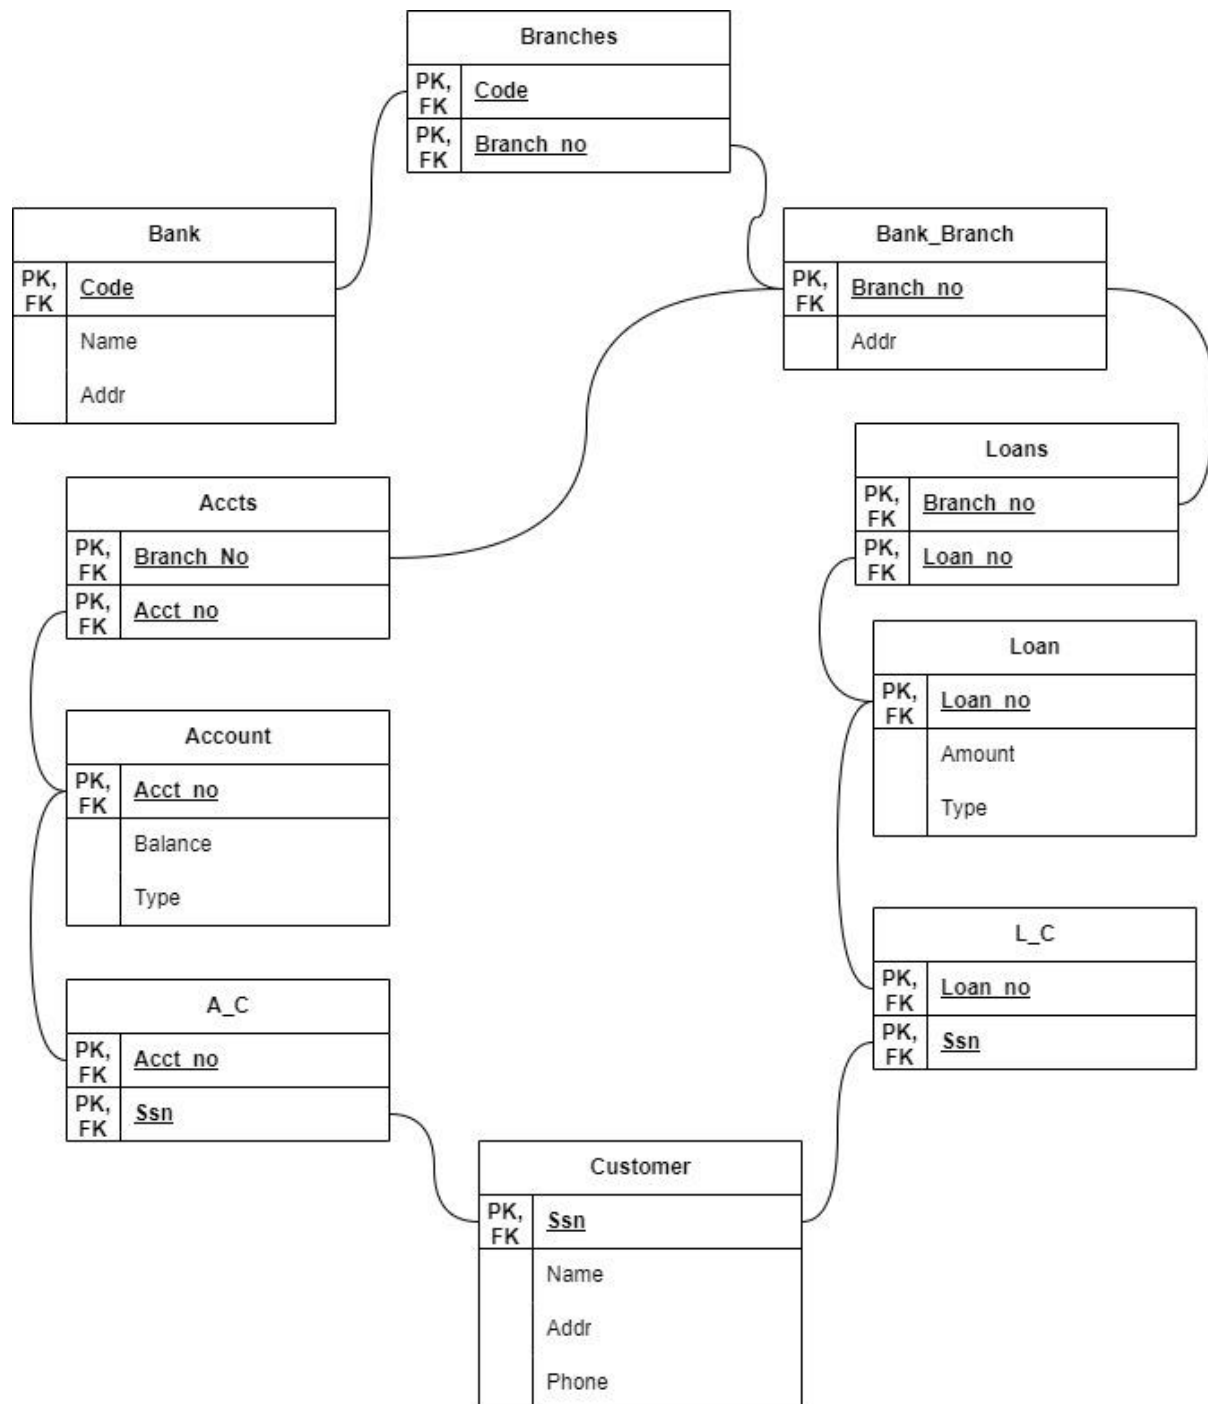 Branches
PK,
FK
Code
PK,
FK
Branch_no
Bank
PK,
FK
Code
Name
Addr
Bank_Branch
PK,
FK
Branch_no
Addr
Accts
PK,
FK
Branch_No
PK,
FK
Acct_no
Loans
PK,
FK
Branch_no
PK,
FK
Loan_no
Loan
PK,
FK
Loan_no
Amount
Type
Account
PK,
FK
Acct_no
Balance
Type
L_C
PK,
FK
Loan_no
PK,
FK
Ssn
A_C
PK,
FK
Acct_no
PK,
FK
Ssn
Customer
PK,
FK
Ssn
Name
Addr
Phone